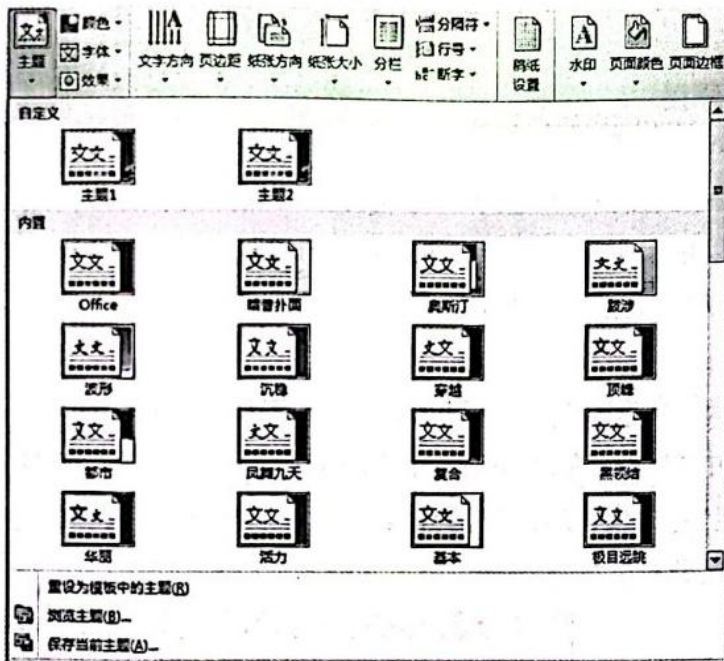 主题
颜色
字体
效果
文字方向 页边距 纸张方向 纸张大小 分栏
分隔符
行号
断字
稿纸
设置
水印 页面颜色 页面边框
自定义
主题1 主题2
内置
Office 暗香扑面 奥斯汀 跋涉
波形 沉稳 穿越 顶峰
都市 凤舞九天 复合 黑领结
华丽 活力 基本 极目远眺
重设为模板中的主题(R)
浏览主题(B)...
保存当前主题(A)...